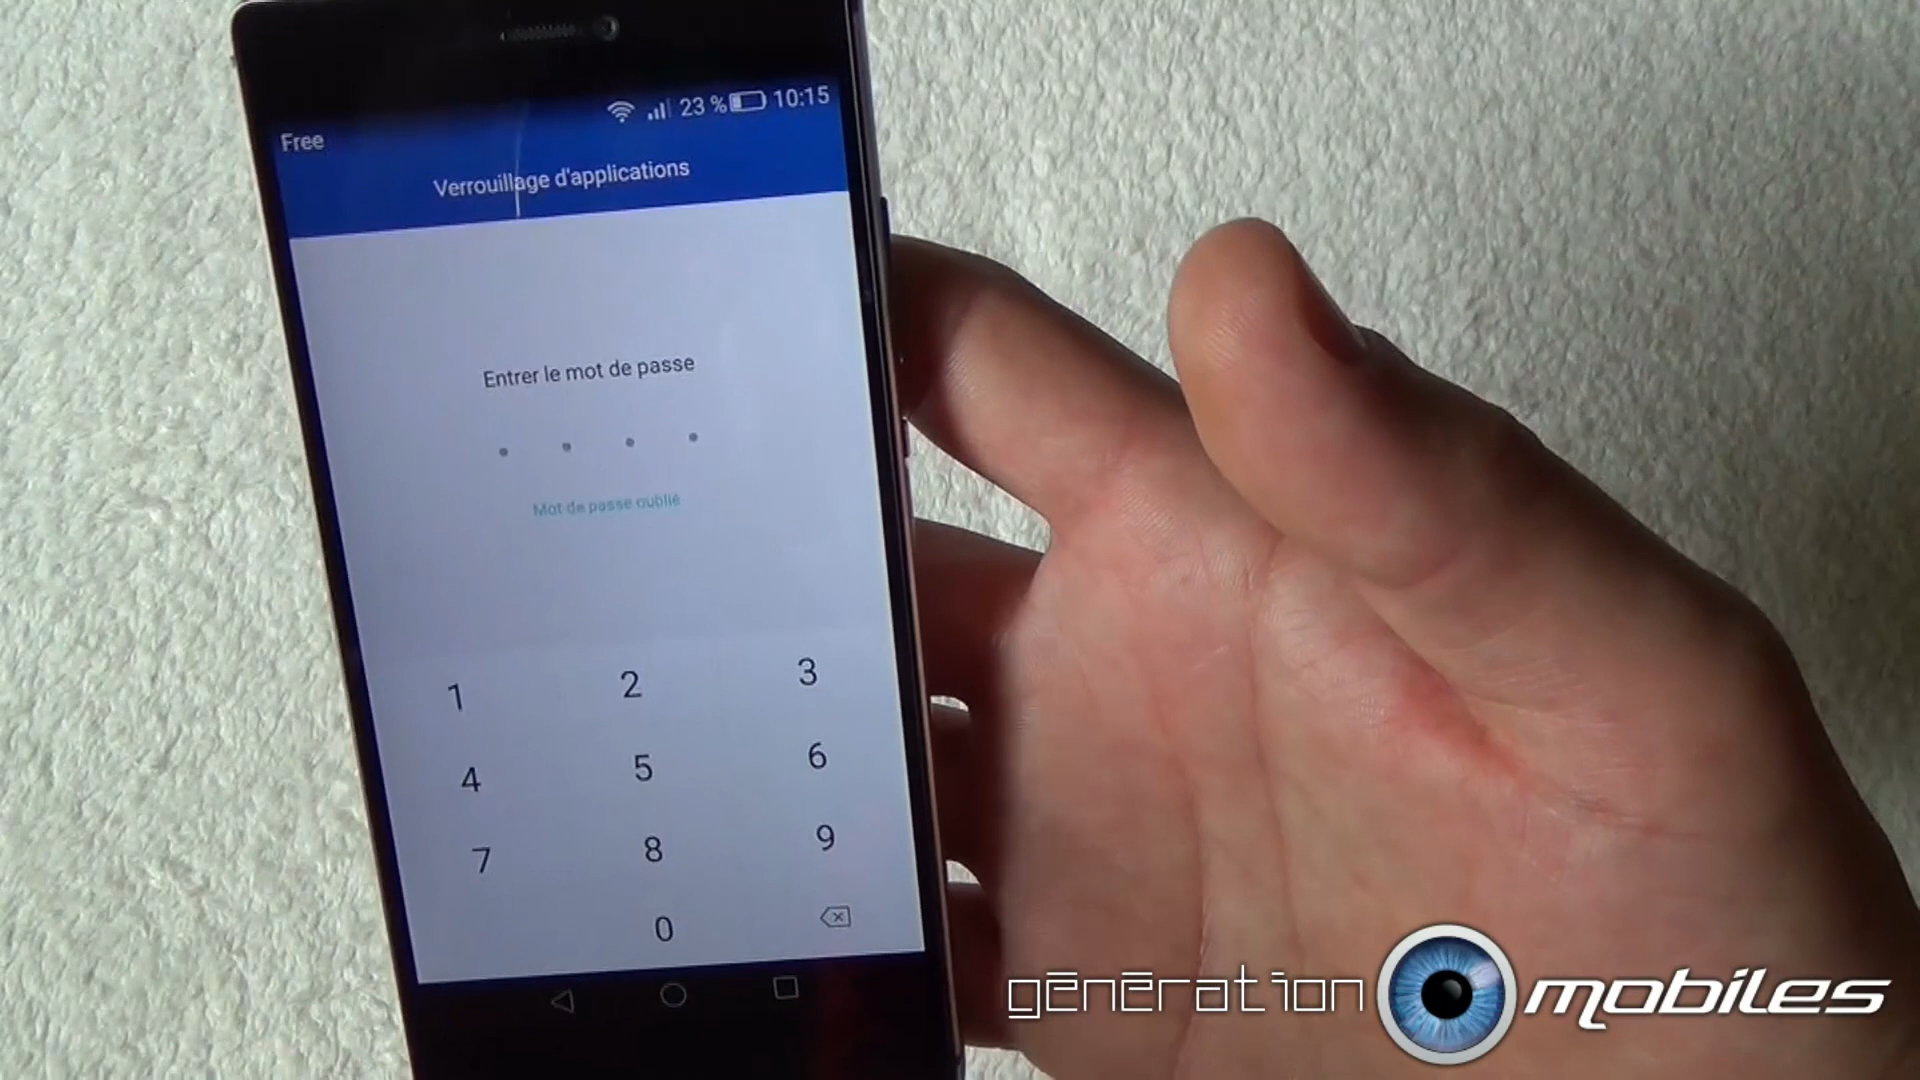 23 % 10:15
Free
Verrouillage d'applications
Entrer le mot de passe
Mot de passe oublié
1 2 3
4 5 6
7 8 9
0
génération mobiles